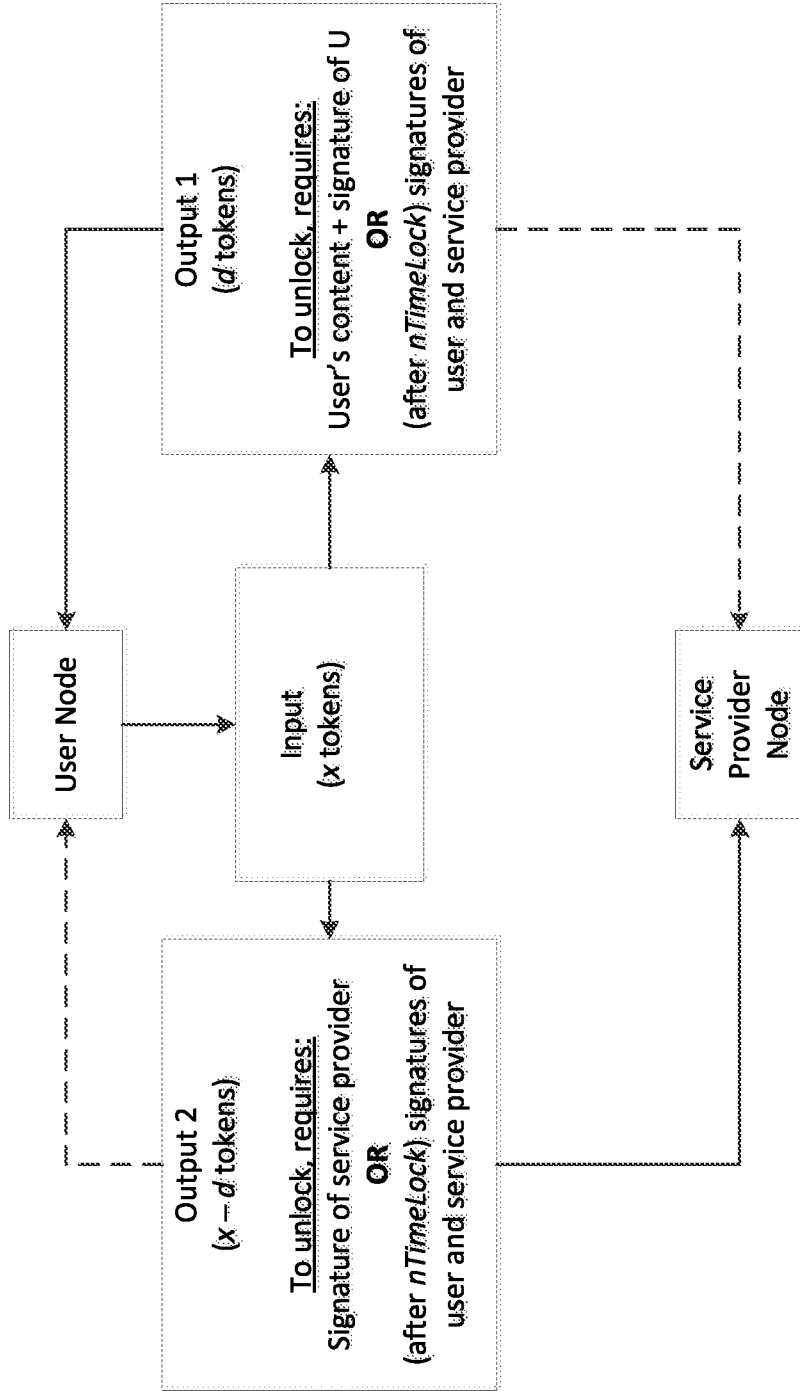 User Node
Output 2
(x – d tokens)
To unlock, requires:
Signature of service provider
OR
(after nTimeLock) signatures of
user and service provider
Input
(x tokens)
Output 1
(d tokens)
To unlock, requires:
User's content + signature of U
OR
(after nTimeLock) signatures of
user and service provider
Service
Provider
Node